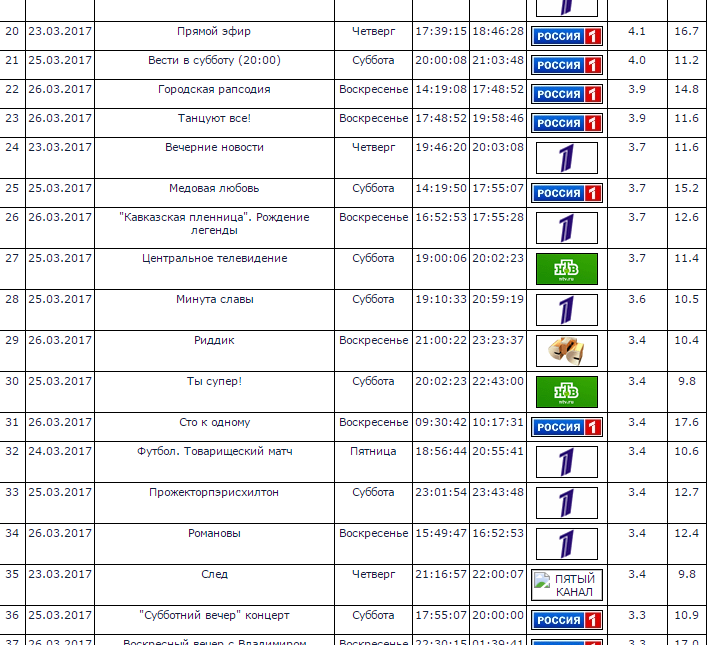 20 23.03.2017 Прямой эфир Четверг 17:39:15 18:46:28 РОССИЯ 1 4.1 16.7
21 25.03.2017 Вести в субботу (20:00) Суббота 20:00:08 21:03:48 РОССИЯ 1 4.0 11.2
22 26.03.2017 Городская рапсодия Воскресенье 14:19:08 17:48:52 РОССИЯ 1 3.9 14.8
23 26.03.2017 Танцуют все! Воскресенье 17:48:52 19:58:46 РОССИЯ 1 3.9 11.6
24 23.03.2017 Вечерние новости Четверг 19:46:20 20:03:08 1 3.7 11.6
25 25.03.2017 Медовая любовь Суббота 14:19:50 17:55:07 РОССИЯ 1 3.7 15.2
26 26.03.2017 "Кавказская пленница". Рождение Воскресенье 16:52:53 17:55:28 1 3.7 12.6
легенды
27 25.03.2017 Центральное телевидение Суббота 19:00:06 20:02:23 НТВ 3.7 11.4
ntv.ru
28 25.03.2017 Минута славы Суббота 19:10:33 20:59:19 1 3.6 10.5
29 26.03.2017 Риддик Воскресенье 21:00:22 23:23:37 3.4 10.4
30 25.03.2017 Ты супер! Суббота 20:02:23 22:43:00 НТВ 3.4 9.8
ntv.ru
31 26.03.2017 Сто к одному Воскресенье 09:30:42 10:17:31 РОССИЯ 1 3.4 17.6
32 24.03.2017 Футбол. Товарищеский матч Пятница 18:56:44 20:55:41 1 3.4 10.6
33 25.03.2017 Прожекторпэрисхилтон Суббота 23:01:54 23:43:48 1 3.4 12.7
34 26.03.2017 Романовы Воскресенье 15:49:47 16:52:53 1 3.4 12.4
35 23.03.2017 След Четверг 21:16:57 22:00:07 ПЯТЫЙ 3.4 9.8
КАНАЛ
36 25.03.2017 "Субботний вечер" концерт Суббота 17:55:07 20:00:00 РОССИЯ 1 3.3 10.9
37 26.03.2017 Воскресный вечер с Владимиром Воскресенье 22:30:15 01:39:41 3.3 17.0